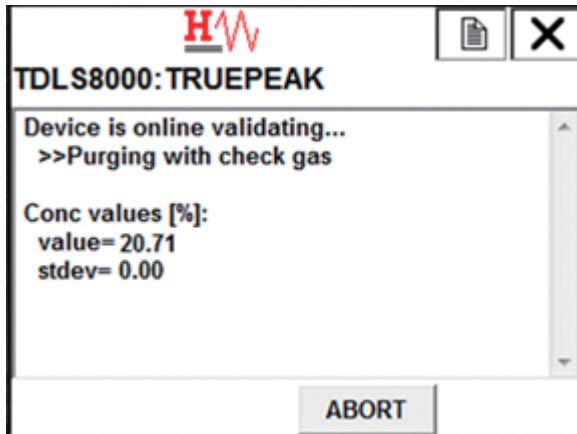 H
TDLS8000:TRUEPEAK
Device is online validating...
>>Purging with check gas
Conc values [%]:
value= 20.71
stdev= 0.00
ABORT